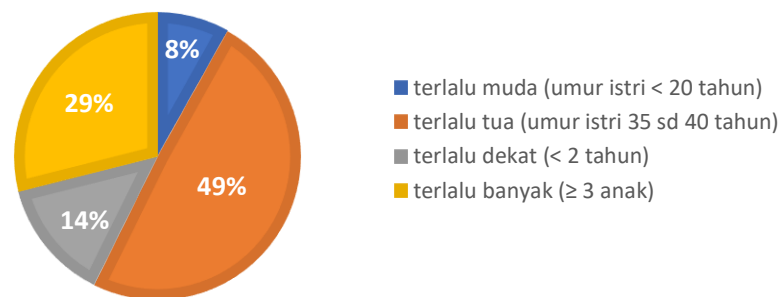 8%
29%
49%
14%
terlalu muda (umur istri < 20 tahun)
terlalu tua (umur istri 35 sd 40 tahun)
terlalu dekat (< 2 tahun)
terlalu banyak (≥ 3 anak)